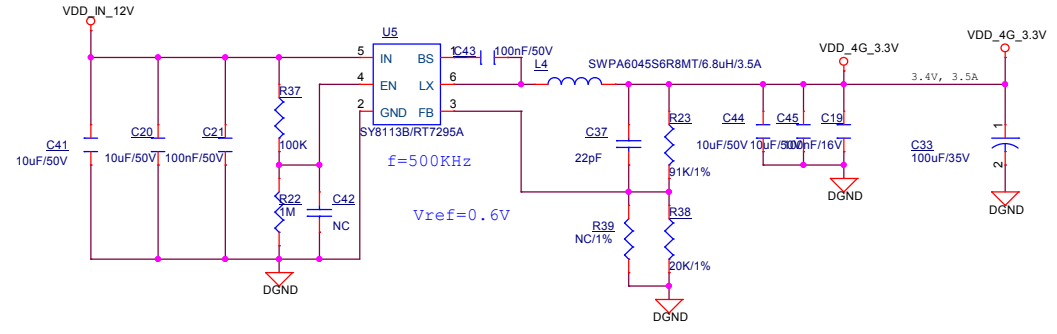 VDD_IN_12V
U5
C43
100nF/50V
VDD_4G_3.3V
VDD_4G_3.3V
5
IN
BS
1
L4
SWPA6045S6R8MT/6.8uH/3.5A
4
EN
LX
6
3.4V, 3.5A
2
GND
FB
3
R37
100K
SY8113B/RT7295A
C41
10uF/50V
C20
10uF/50V
C21
100nF/50V
f=500KHz
C37
22pF
R23
91K/1%
C44
10uF/50V
C45
10uF/50V
C19
100nF/16V
1
C33
100uF/35V
2
DGND
DGND
R22
1M
C42
NC
Vref=0.6V
R39
NC/1%
R38
20K/1%
DGND
DGND